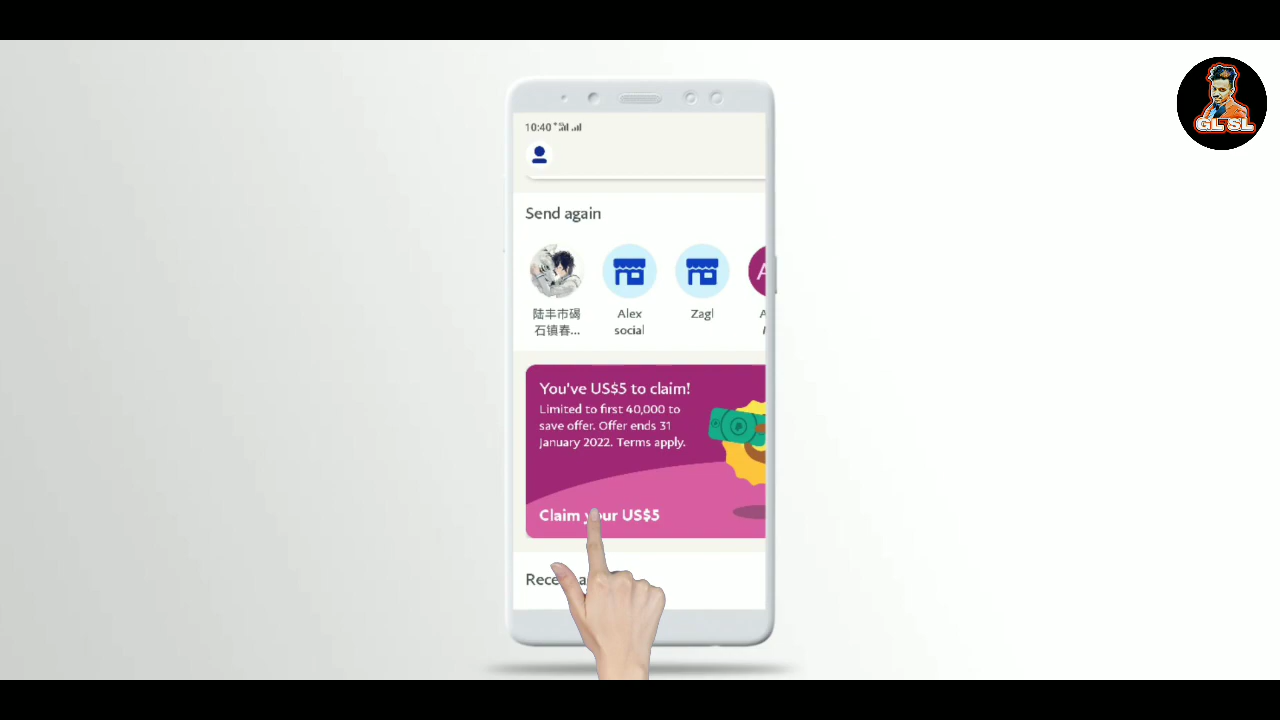 GL SL
10:40
Send again
陆丰市碣
石镇春...
Alex
social
Zagl
A
You've US$5 to claim!
Limited to first 40,000 to
save offer. Offer ends 31
January 2022. Terms apply.
Claim your US$5